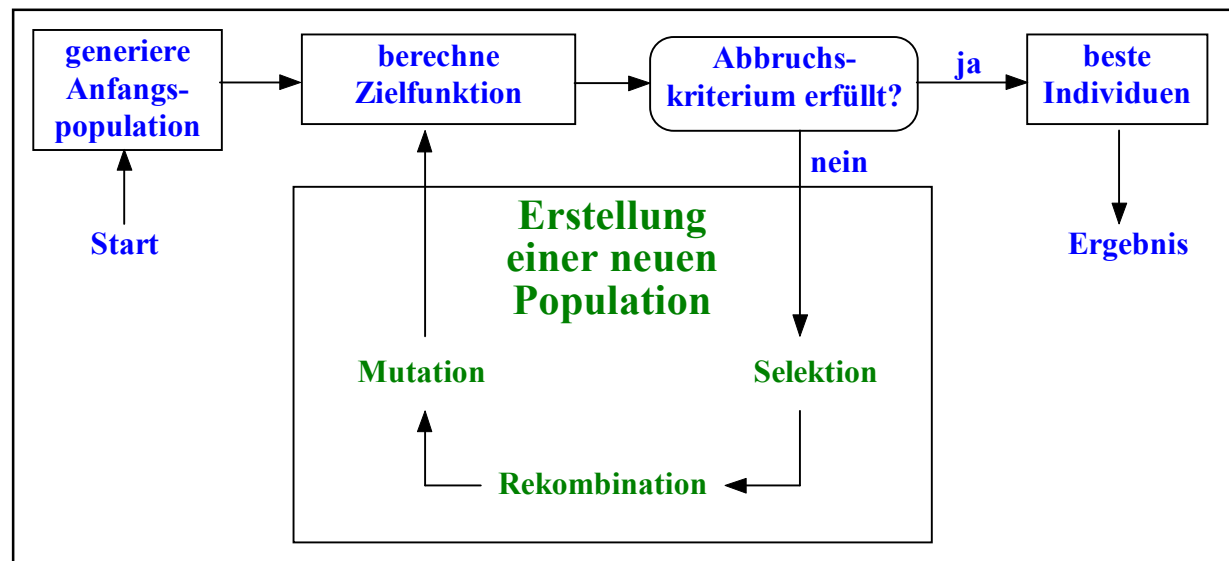 generiere
Anfangs-
population
berechne
Zielfunktion
Abbruchs-
kriterium erfüllt?
ja
beste
Individuen
nein
Start
Ergebnis
Erstellung
einer neuen
Population
Mutation
Selektion
Rekombination